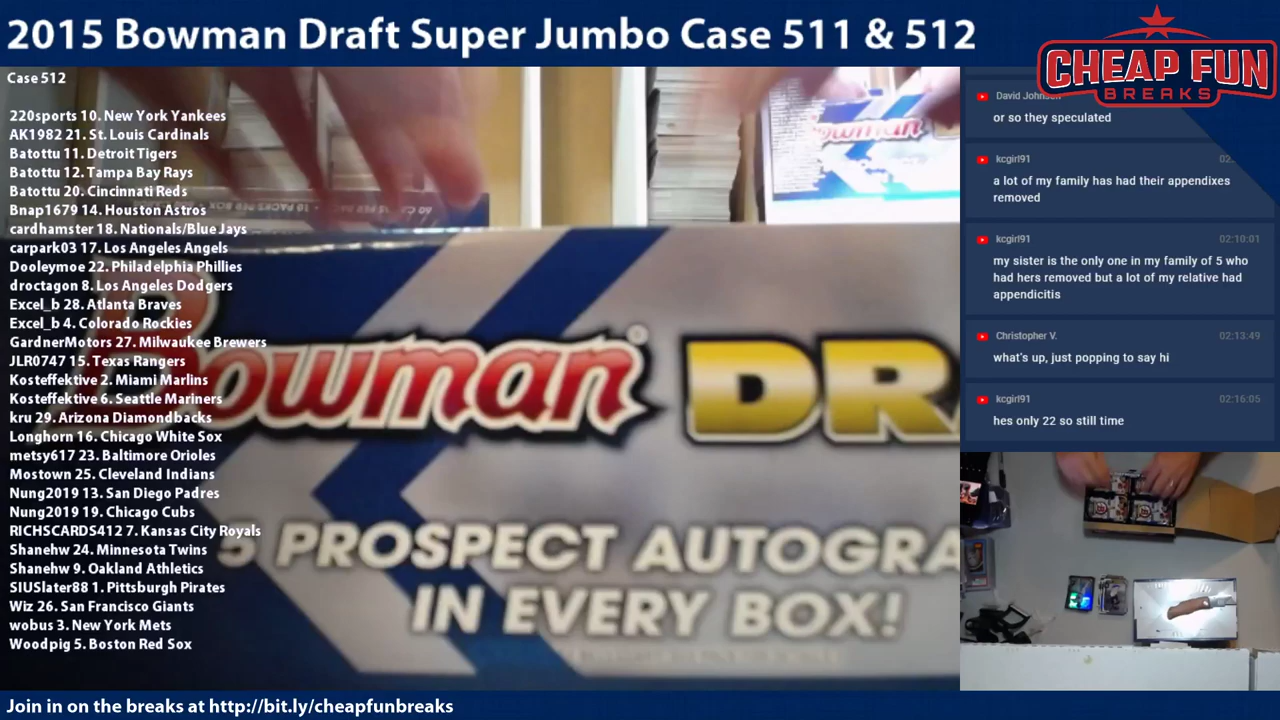 2015 Bowman Draft Super Jumbo Case 511 & 512
CHEAP FUN
BREAKS
Case 512
220sports 10. New York Yankees
AK1982 21. St. Louis Cardinals
Batottu 11. Detroit Tigers
Batottu 12. Tampa Bay Rays
Batottu 20. Cincinnati Reds
Bnap1679 14. Houston Astros
cardhamster 18. Nationals/Blue Jays
carpark03 17. Los Angeles Angels
Dooleymoe 22. Philadelphia Phillies
droctagon 8. Los Angeles Dodgers
Excel_b 28. Atlanta Braves
Excel_b 4. Colorado Rockies
GardnerMotors 27. Milwaukee Brewers
JLR0747 15. Texas Rangers
Kosteffektive 2. Miami Marlins
Kosteffektive 6. Seattle Mariners
kru 29. Arizona Diamondbacks
Longhorn 16. Chicago White Sox
metsy617 23. Baltimore Orioles
Mostown 25. Cleveland Indians
Nung2019 13. San Diego Padres
Nung2019 19. Chicago Cubs
RICHSCARDS412 7. Kansas City Royals
Shanehw 24. Minnesota Twins
Shanehw 9. Oakland Athletics
SIUSlater88 1. Pittsburgh Pirates
Wiz 26. San Francisco Giants
wobus 3. New York Mets
Woodpig 5. Boston Red Sox
Bowman
Bowman DRA
5 PROSPECT AUTOGRA
IN EVERY BOX!
David
or so they speculated
kcgirl91
a lot of my family has had their appendixes
removed
kcgirl91 02:10:01
my sister is the only one in my family of 5 who
had hers removed but a lot of my relative had
appendicitis
Christopher V. 02:13:49
what's up, just popping to say hi
kcgirl91 02:16:05
hes only 22 so still time
Join in on the breaks at http://bit.ly/cheapfunbreaks